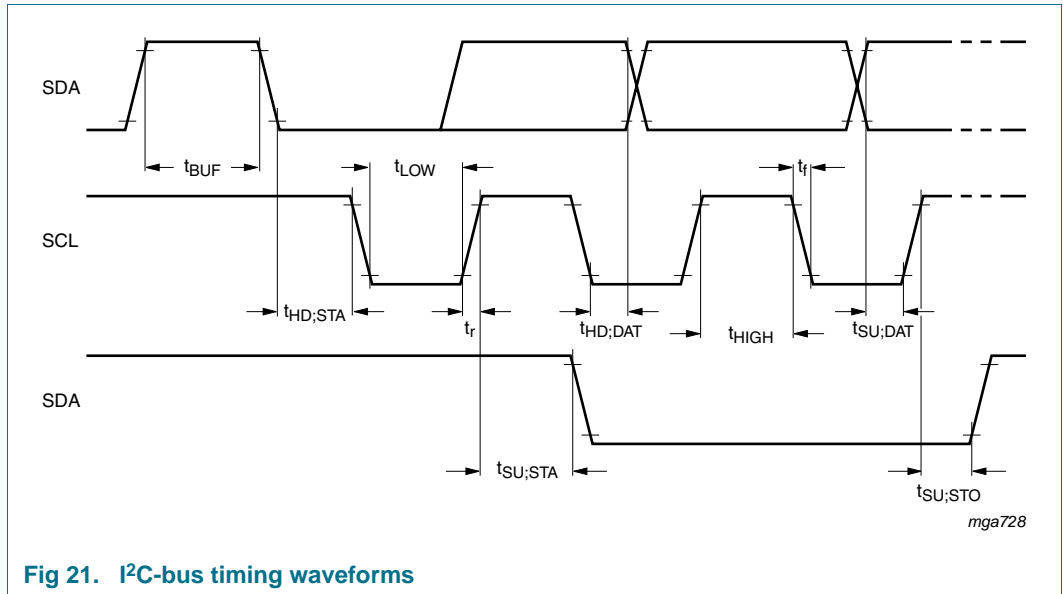 SDA
tBUF
tLOW
tf
SCL
tHD;STA
tr
tHD;DAT
tHIGH
tSU;DAT
SDA
tSU;STA
tSU;STO
mga728
Fig 21. I²C-bus timing waveforms